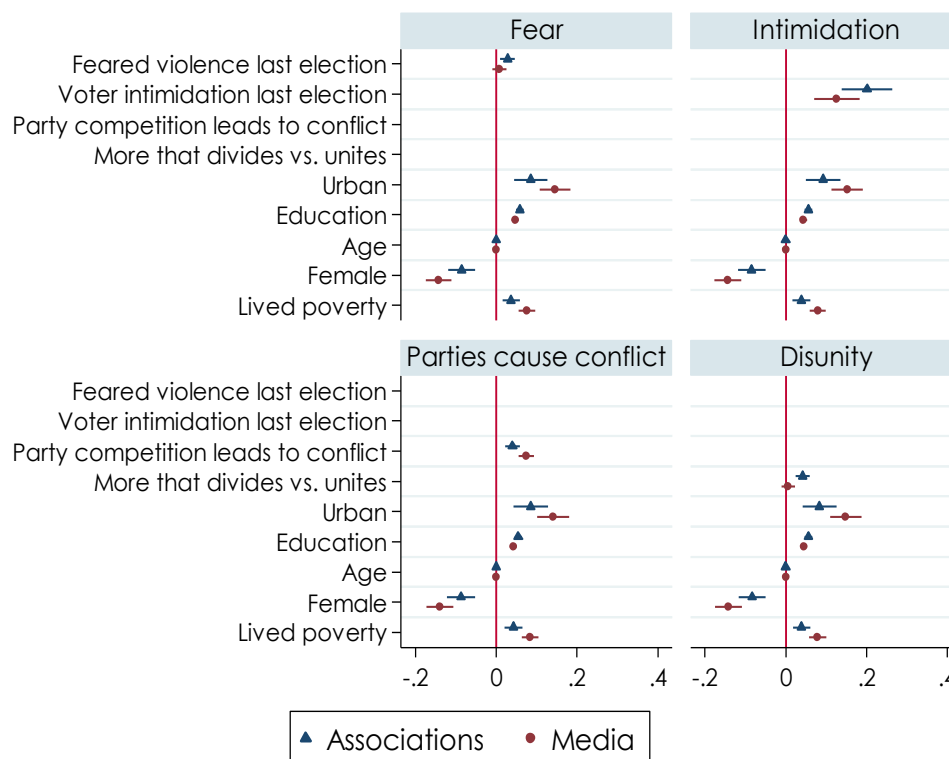 Fear
Intimidation
Feared violence last election
Voter intimidation last election
Party competition leads to conflict
More that divides vs. unites
Urban
Education
Age
Female
Lived poverty
Parties cause conflict
Disunity
Feared violence last election
Voter intimidation last election
Party competition leads to conflict
More that divides vs. unites
Urban
Education
Age
Female
Lived poverty
-.2 0 .2 .4 -.2 0 .2 .4
Associations Media